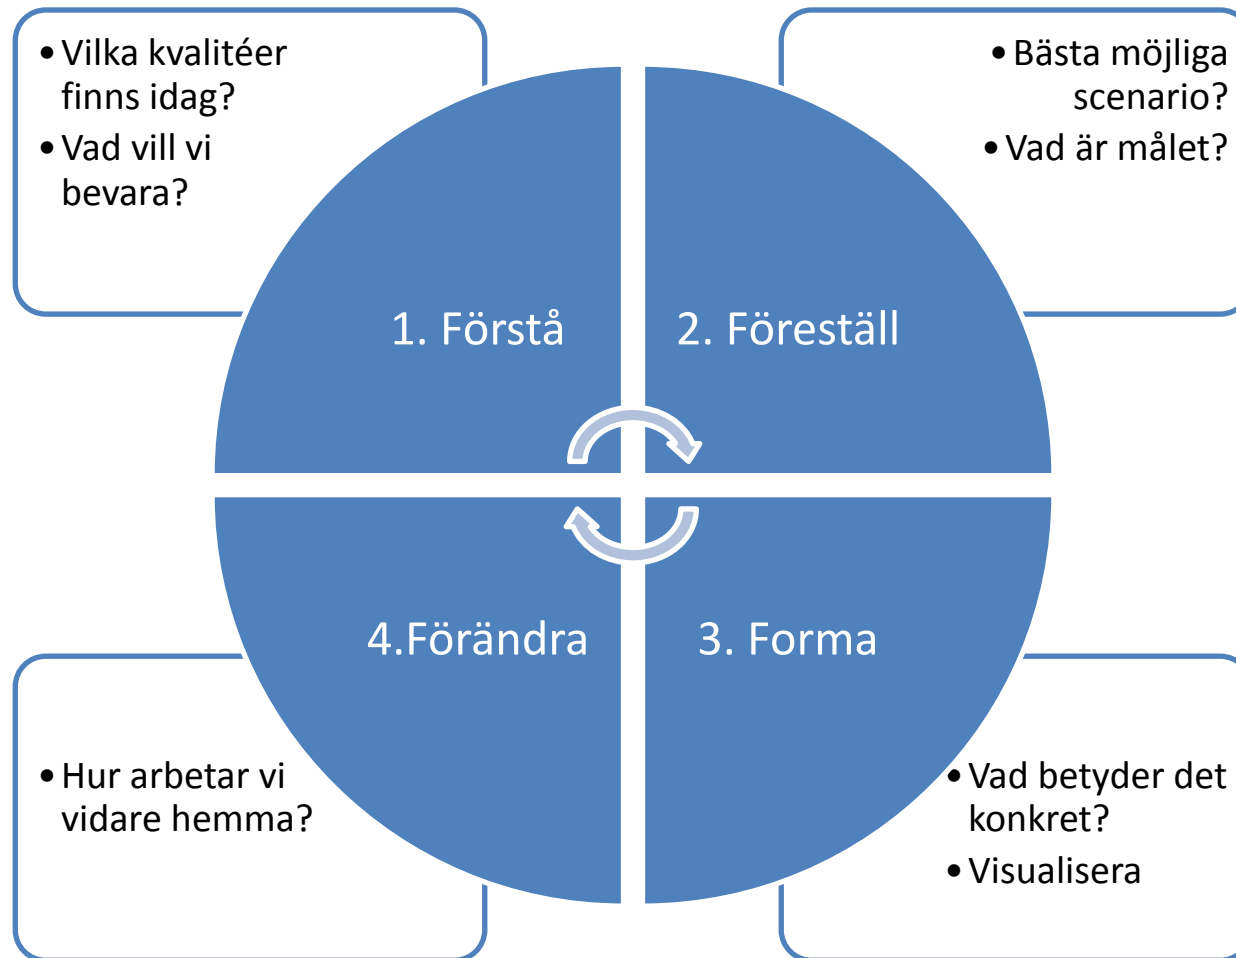 • Vilka kvalitéer
finns idag?
• Vad vill vi
bevara?
• Bästa möjliga
scenario?
• Vad är målet?
1. Förstå
2. Föreställ
4.Förändra
3. Forma
• Hur arbetar vi
vidare hemma?
• Vad betyder det
konkret?
• Visualisera